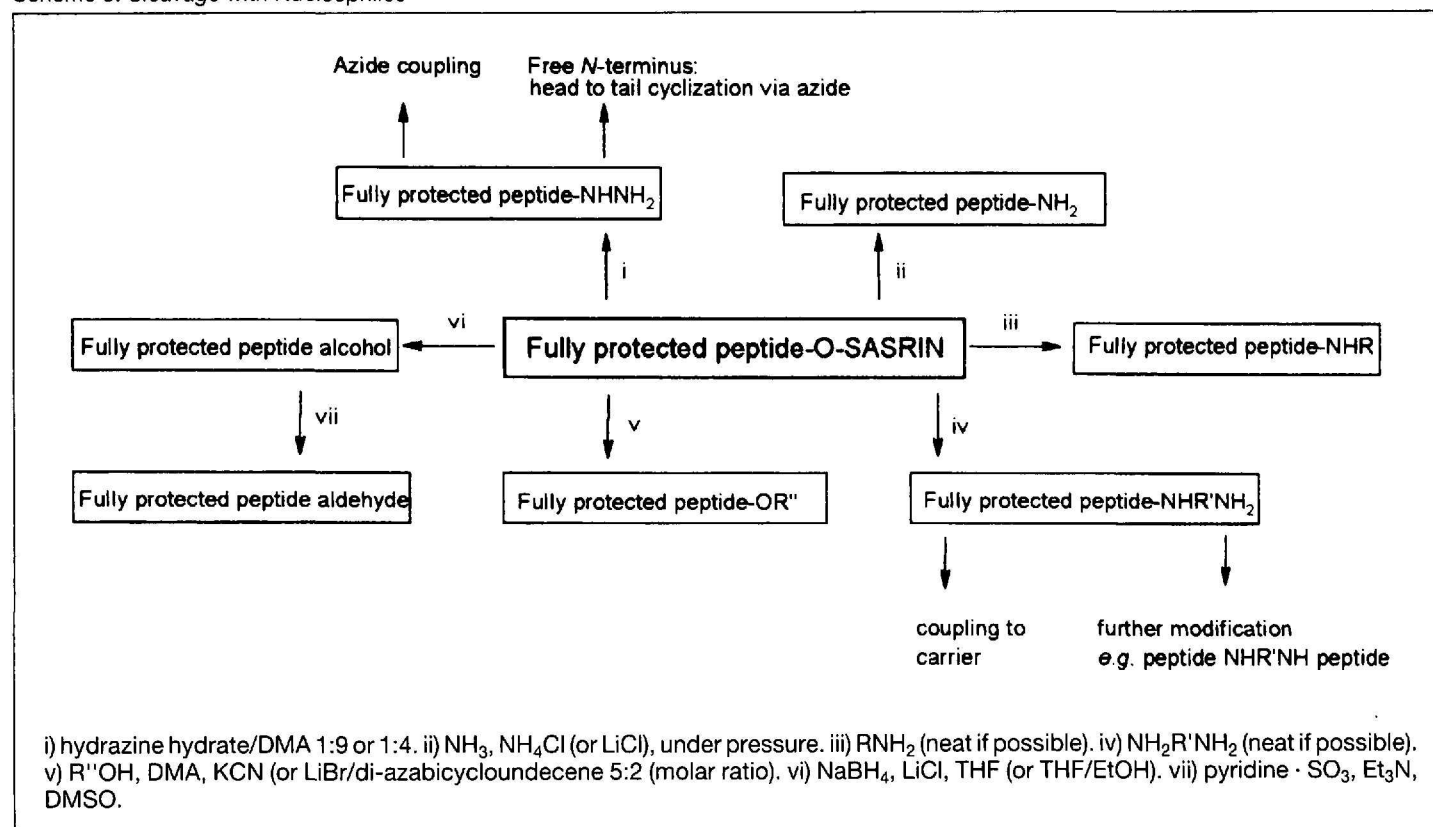 Azide coupling
Free N-terminus:
head to tail cyclization via azide
Fully protected peptide-NHNH₂
Fully protected peptide-NH₂
i
ii
Fully protected peptide alcohol
vi
Fully protected peptide-O-SASRIN
iii
Fully protected peptide-NHR
vii
v
iv
Fully protected peptide aldehyde
Fully protected peptide-OR''
Fully protected peptide-NHR'NH₂
coupling to
carrier
further modification
e.g. peptide NHR'NH peptide
i) hydrazine hydrate/DMA 1:9 or 1:4. ii) NH₃, NH₄Cl (or LiCl), under pressure. iii) RNH₂ (neat if possible). iv) NH₂R'NH₂ (neat if possible).
v) R''OH, DMA, KCN (or LiBr/di-azabicycloundecene 5:2 (molar ratio). vi) NaBH₄, LiCl, THF (or THF/EtOH). vii) pyridine · SO₃, Et₃N,
DMSO.